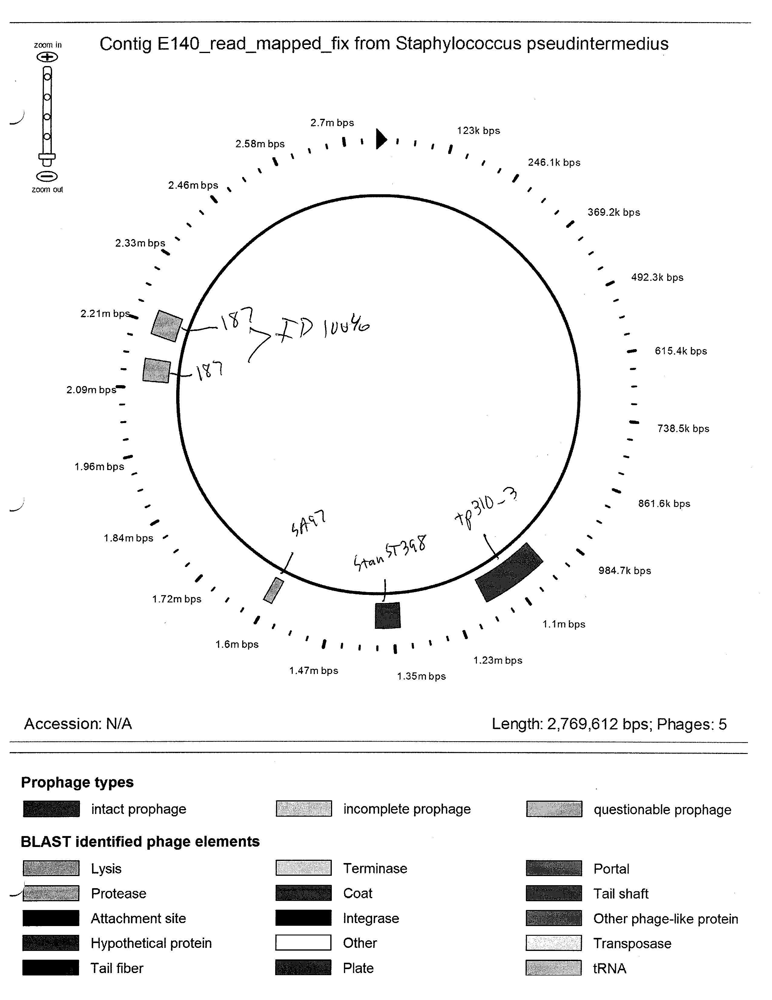 Contig E140_read_mapped_fix from Staphylococcus pseudintermedius
zoom in
zoom out
2.7m bps
123k bps
2.58m bps
246.1k bps
2.46m bps
369.2k bps
2.33m bps
492.3k bps
2.21m bps
187
ID 100%
615.4k bps
187
2.09m bps
738.5k bps
1.96m bps
861.6k bps
tp310_3
SA97
1.84m bps
Stan ST398
984.7k bps
1.72m bps
1.1m bps
1.6m bps
1.23m bps
1.47m bps
1.35m bps
Accession: N/A
Length: 2,769,612 bps; Phages: 5
Prophage types
intact prophage
incomplete prophage
questionable prophage
BLAST identified phage elements
Lysis
Terminase
Portal
Protease
Coat
Tail shaft
Attachment site
Integrase
Other phage-like protein
Hypothetical protein
Other
Transposase
Tail fiber
Plate
tRNA